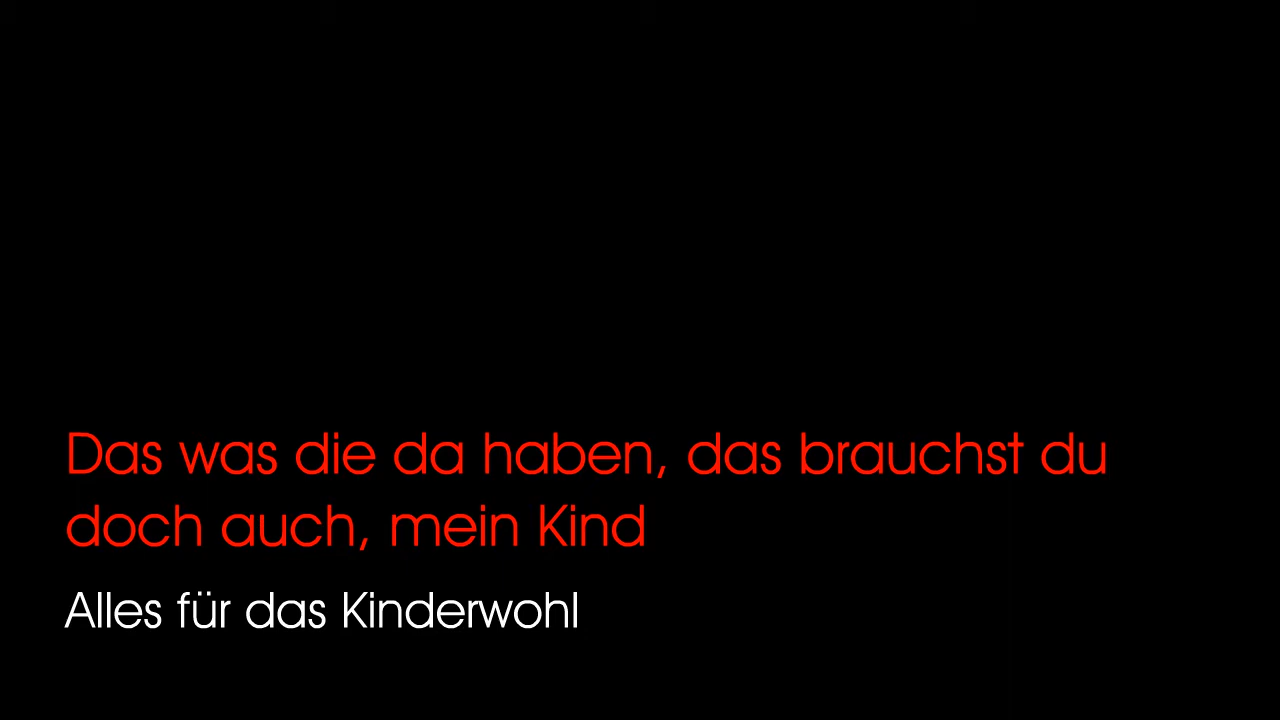 Das was die da haben, das brauchst du
doch auch, mein Kind
Alles für das Kinderwohl